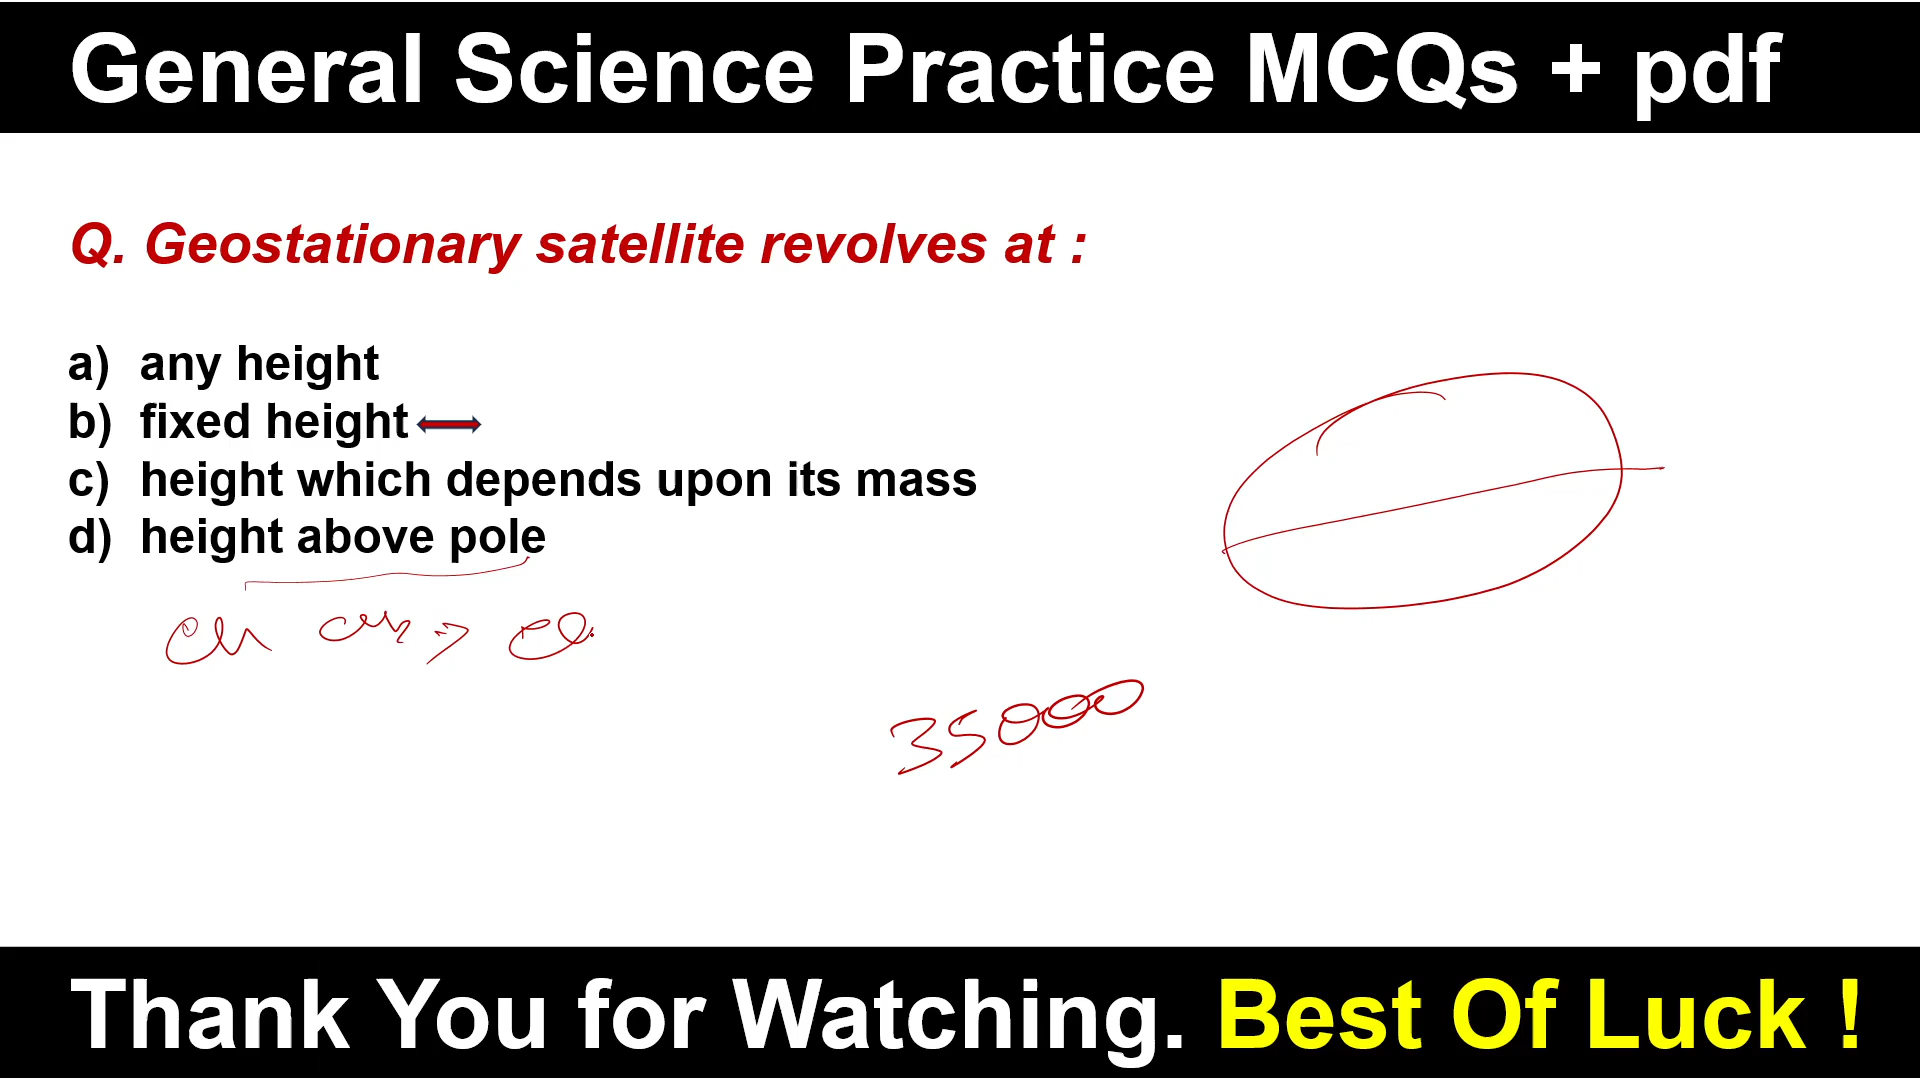 General Science Practice MCQs + pdf
Q. Geostationary satellite revolves at :
a) any height
b) fixed height
c) height which depends upon its mass
d) height above pole
35000
Thank You for Watching. Best Of Luck !